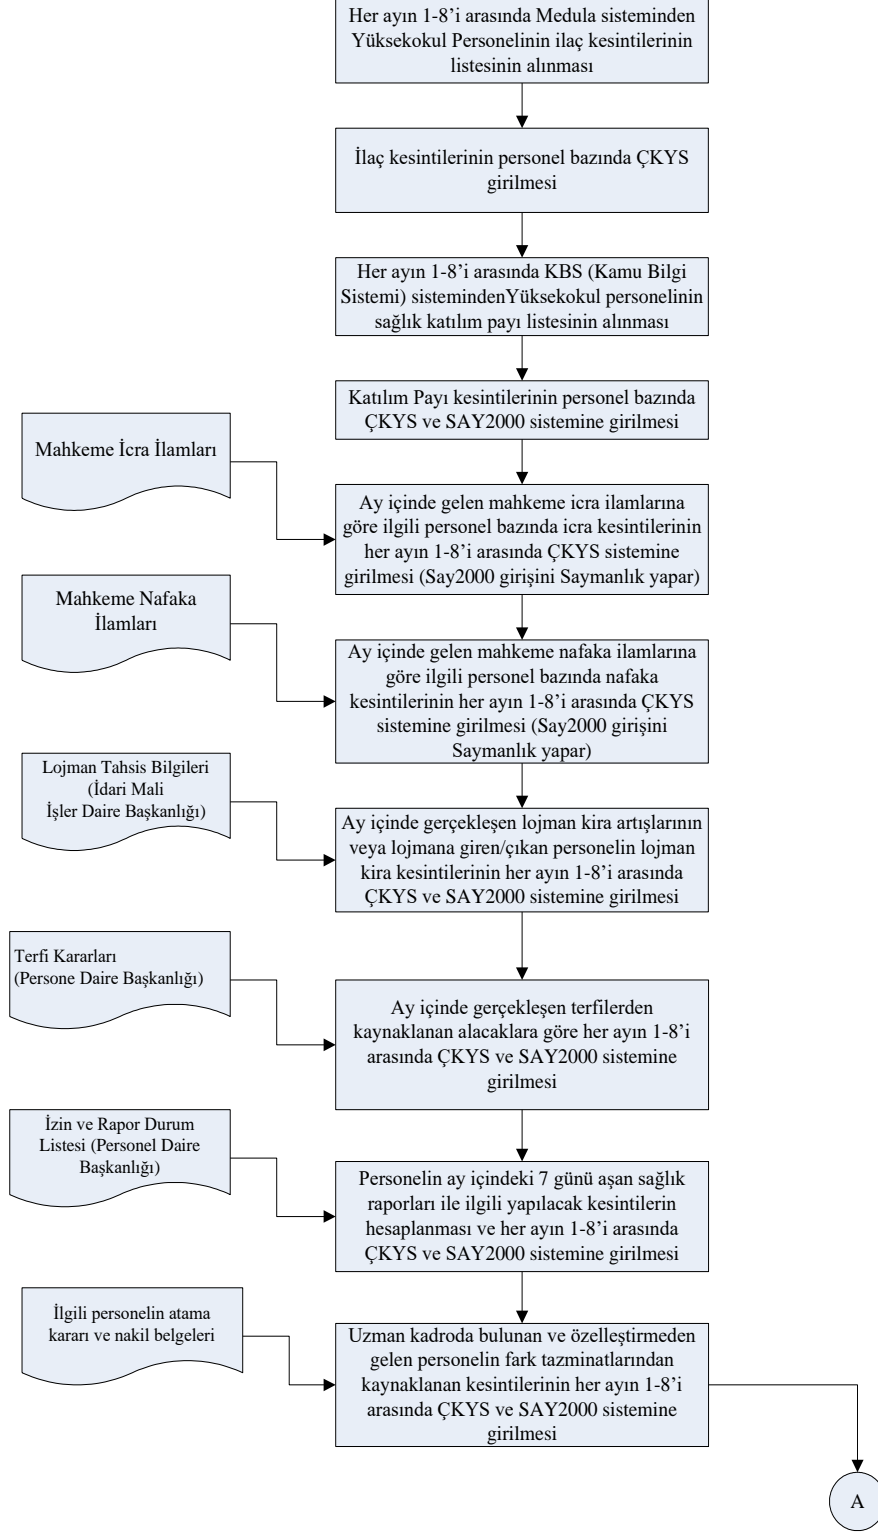 Her ayın 1-8’i arasında Medula sisteminden
Yüksekokul Personelinin ilaç kesintilerinin
listesinin alınması
İlaç kesintilerinin personel bazında ÇKYS
girilmesi
Her ayın 1-8’i arasında KBS (Kamu Bilgi
Sistemi) sistemindenYüksekokul personelinin
sağlık katılım payı listesinin alınması
Katılım Payı kesintilerinin personel bazında
ÇKYS ve SAY2000 sistemine girilmesi
Mahkeme İcra İlamları
Ay içinde gelen mahkeme icra ilamlarına
göre ilgili personel bazında icra kesintilerinin
her ayın 1-8’i arasında ÇKYS sistemine
girilmesi (Say2000 girişini Saymanlık yapar)
Mahkeme Nafaka
İlamları
Ay içinde gelen mahkeme nafaka ilamlarına
göre ilgili personel bazında nafaka
kesintilerinin her ayın 1-8’i arasında ÇKYS
sistemine girilmesi (Say2000 girişini
Saymanlık yapar)
Lojman Tahsis Bilgileri
(İdari Mali
İşler Daire Başkanlığı)
Ay içinde gerçekleşen lojman kira artışlarının
veya lojmana giren/çıkan personelin lojman
kira kesintilerinin her ayın 1-8’i arasında
ÇKYS ve SAY2000 sistemine girilmesi
Terfi Kararları
(Persone Daire Başkanlığı)
Ay içinde gerçekleşen terfilerden
kaynaklanan alacaklara göre her ayın 1-8’i
arasında ÇKYS ve SAY2000 sistemine
girilmesi
İzin ve Rapor Durum
Listesi (Personel Daire
Başkanlığı)
Personelin ay içindeki 7 günü aşan sağlık
raporları ile ilgili yapılacak kesintilerin
hesaplanması ve her ayın 1-8’i arasında
ÇKYS ve SAY2000 sistemine girilmesi
İlgili personelin atama
kararı ve nakil belgeleri
Uzman kadroda bulunan ve özelleştirmeden
gelen personelin fark tazminatlarından
kaynaklanan kesintilerinin her ayın 1-8’i
arasında ÇKYS ve SAY2000 sistemine
girilmesi
A